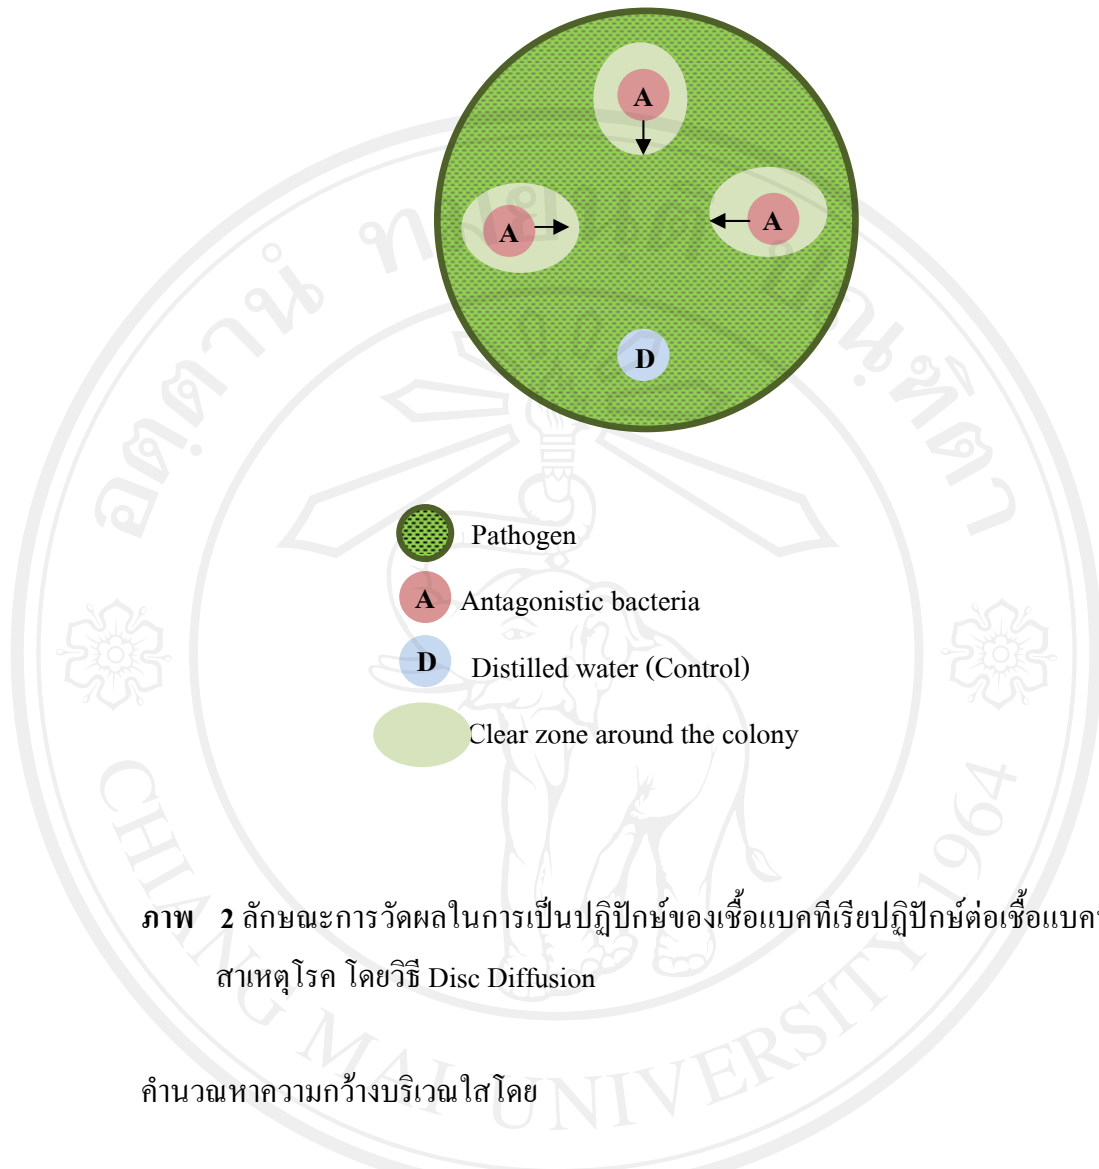 A
A
A
D
Pathogen
A Antagonistic bacteria
D Distilled water (Control)
Clear zone around the colony
ภาพ 2 ลักษณะการวัดผลในการเป็นปฏิปักษ์ของเชื้อแบคทีเรียปฏิปักษ์ต่อเชื้อแบค
สาเหตุโรค โดยวิธี Disc Diffusion
คำนวณหาความกว้างบริเวณใสโดย
CHIANG MAI UNIVERSITY 1964